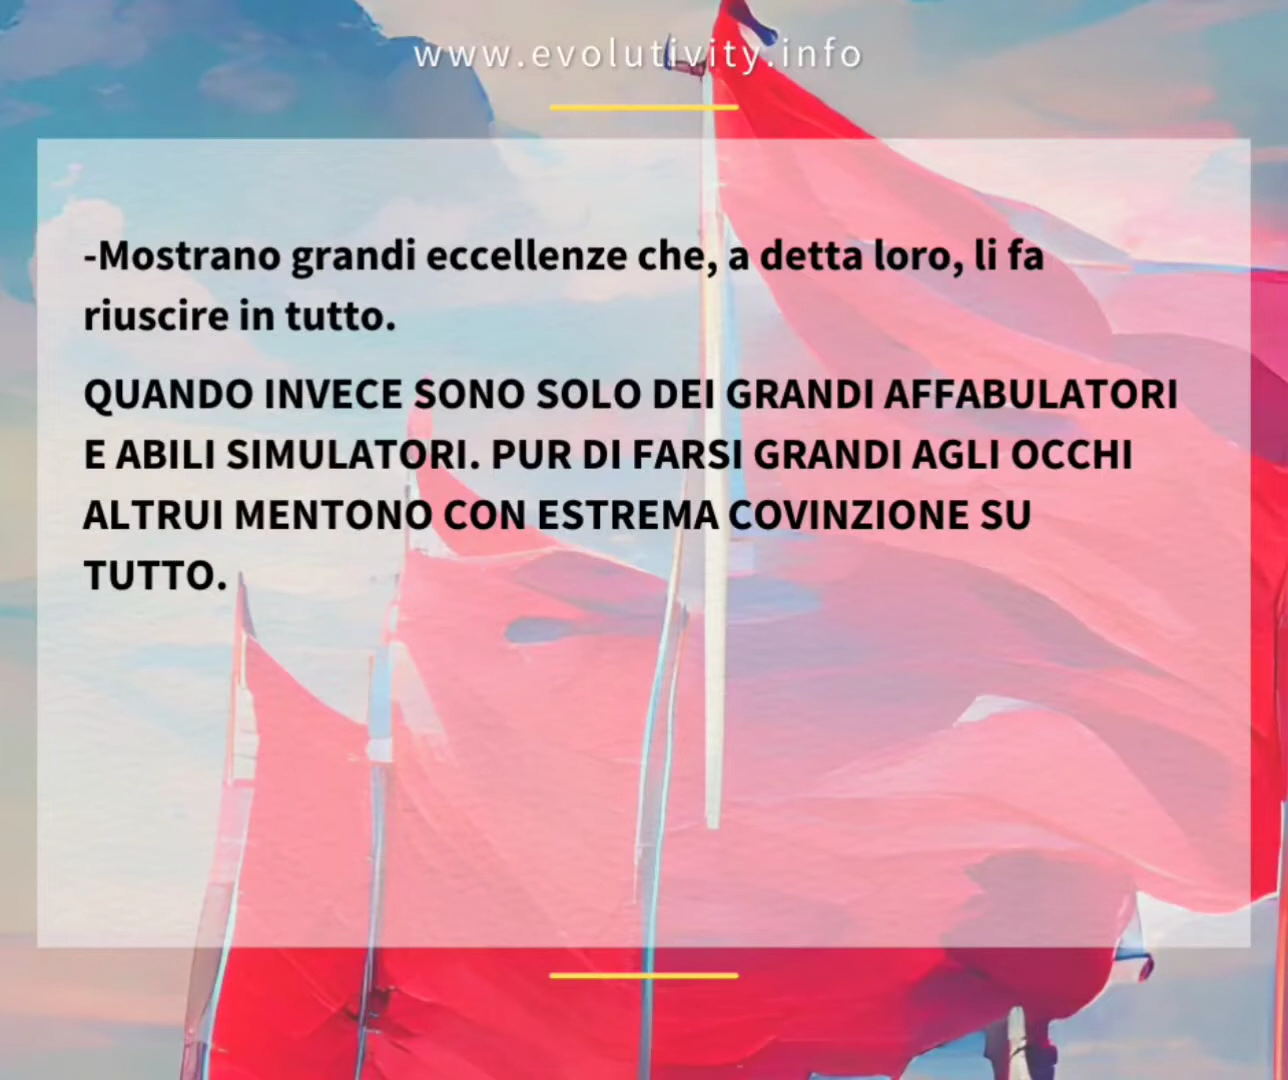 www.evolutivity.info
-Mostrano grandi eccellenze che, a detta loro, li fa
riuscire in tutto.
QUANDO INVECE SONO SOLO DEI GRANDI AFFABULATORI
E ABILI SIMULATORI. PUR DI FARSI GRANDI AGLI OCCHI
ALTRUI MENTONO CON ESTREMA COVINZIONE SU
TUTTO.